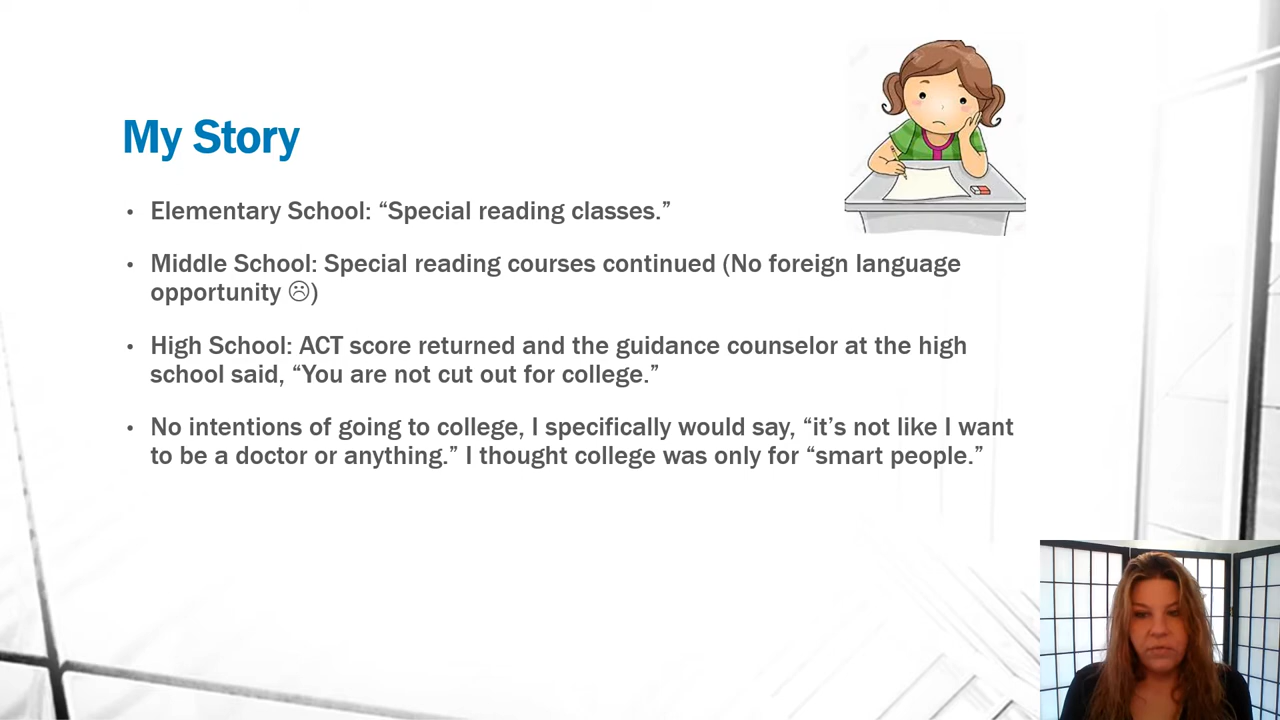 My Story
• Elementary School: “Special reading classes.”
• Middle School: Special reading courses continued (No foreign language
opportunity ☹)
• High School: ACT score returned and the guidance counselor at the high
school said, “You are not cut out for college.”
• No intentions of going to college, I specifically would say, “it’s not like I want
to be a doctor or anything.” I thought college was only for “smart people.”